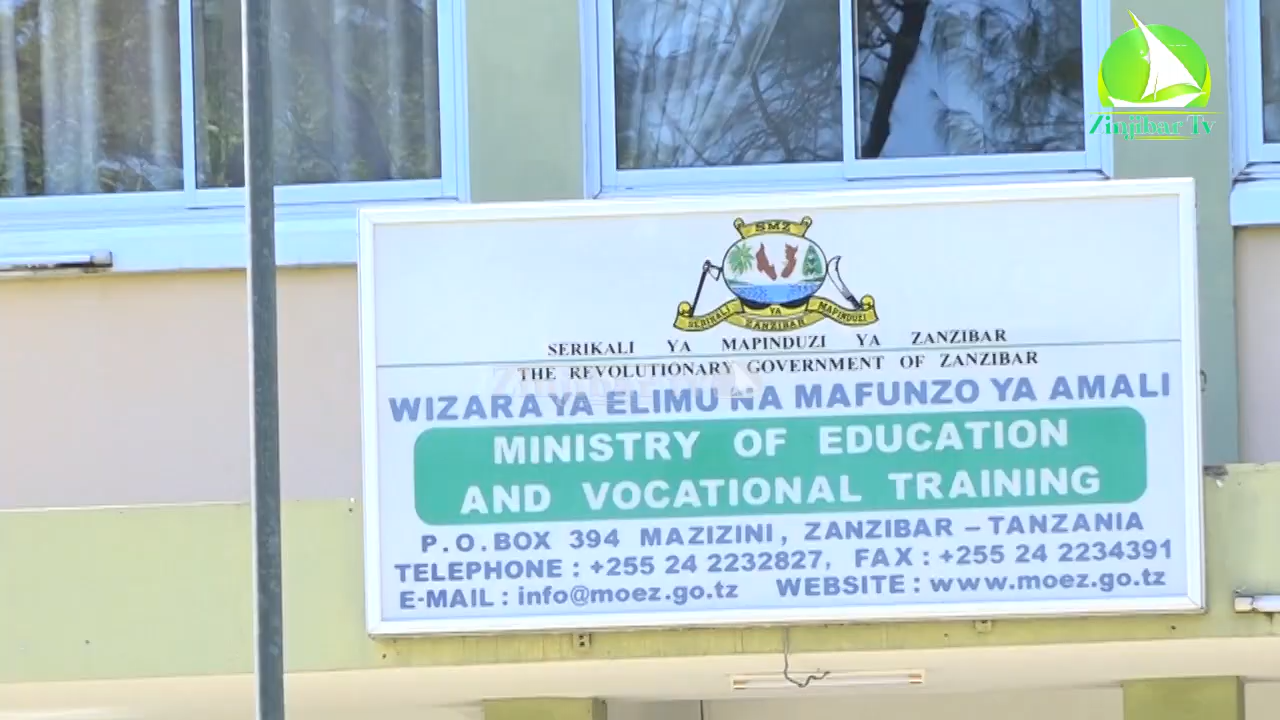 Zinjibar Tv
SMZ
SERIKALI YA MAPINDUZI
ZANZIBAR
SERIKALI YA MAPINDUZI YA ZANZIBAR
THE REVOLUTIONARY GOVERNMENT OF ZANZIBAR
WIZARA YA ELIMU NA MAFUNZO YA AMALI
MINISTRY OF EDUCATION
AND VOCATIONAL TRAINING
P.O.BOX 394 MAZIZINI, ZANZIBAR – TANZANIA
TELEPHONE : +255 24 2232827, FAX : +255 24 2234391
E-MAIL : info@moez.go.tz WEBSITE : www.moez.go.tz